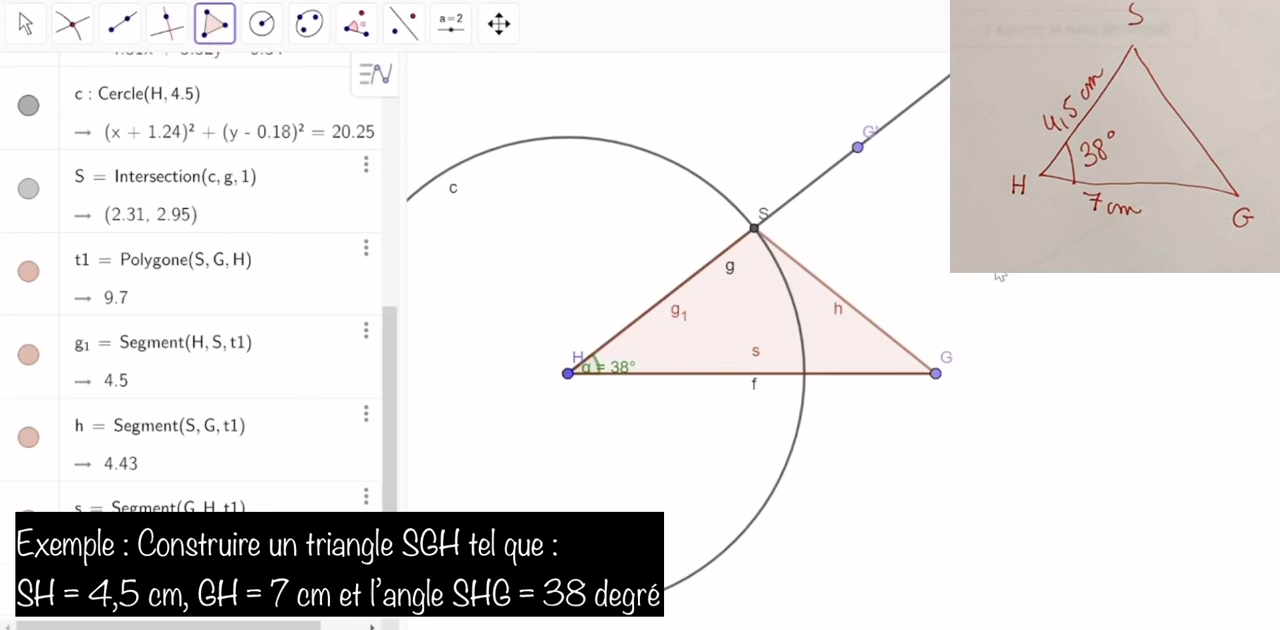 a = 2
c : Cercle(H, 4.5)
→ (x + 1.24)² + (y - 0.18)² = 20.25
S = Intersection(c, g, 1)
→ (2.31, 2.95)
t1 = Polygone(S, G, H)
→ 9.7
g₁ = Segment(H, S, t1)
→ 4.5
h = Segment(S, G, t1)
→ 4.43
s = Segment(G, H, t1)
c
G'
S
g
g₁
h
s
H
α = 38°
G
f
S
4,5 cm
38°
H
7 cm
G
Exemple : Construire un triangle SGH tel que :
SH = 4,5 cm, GH = 7 cm et l'angle SHG = 38 degré